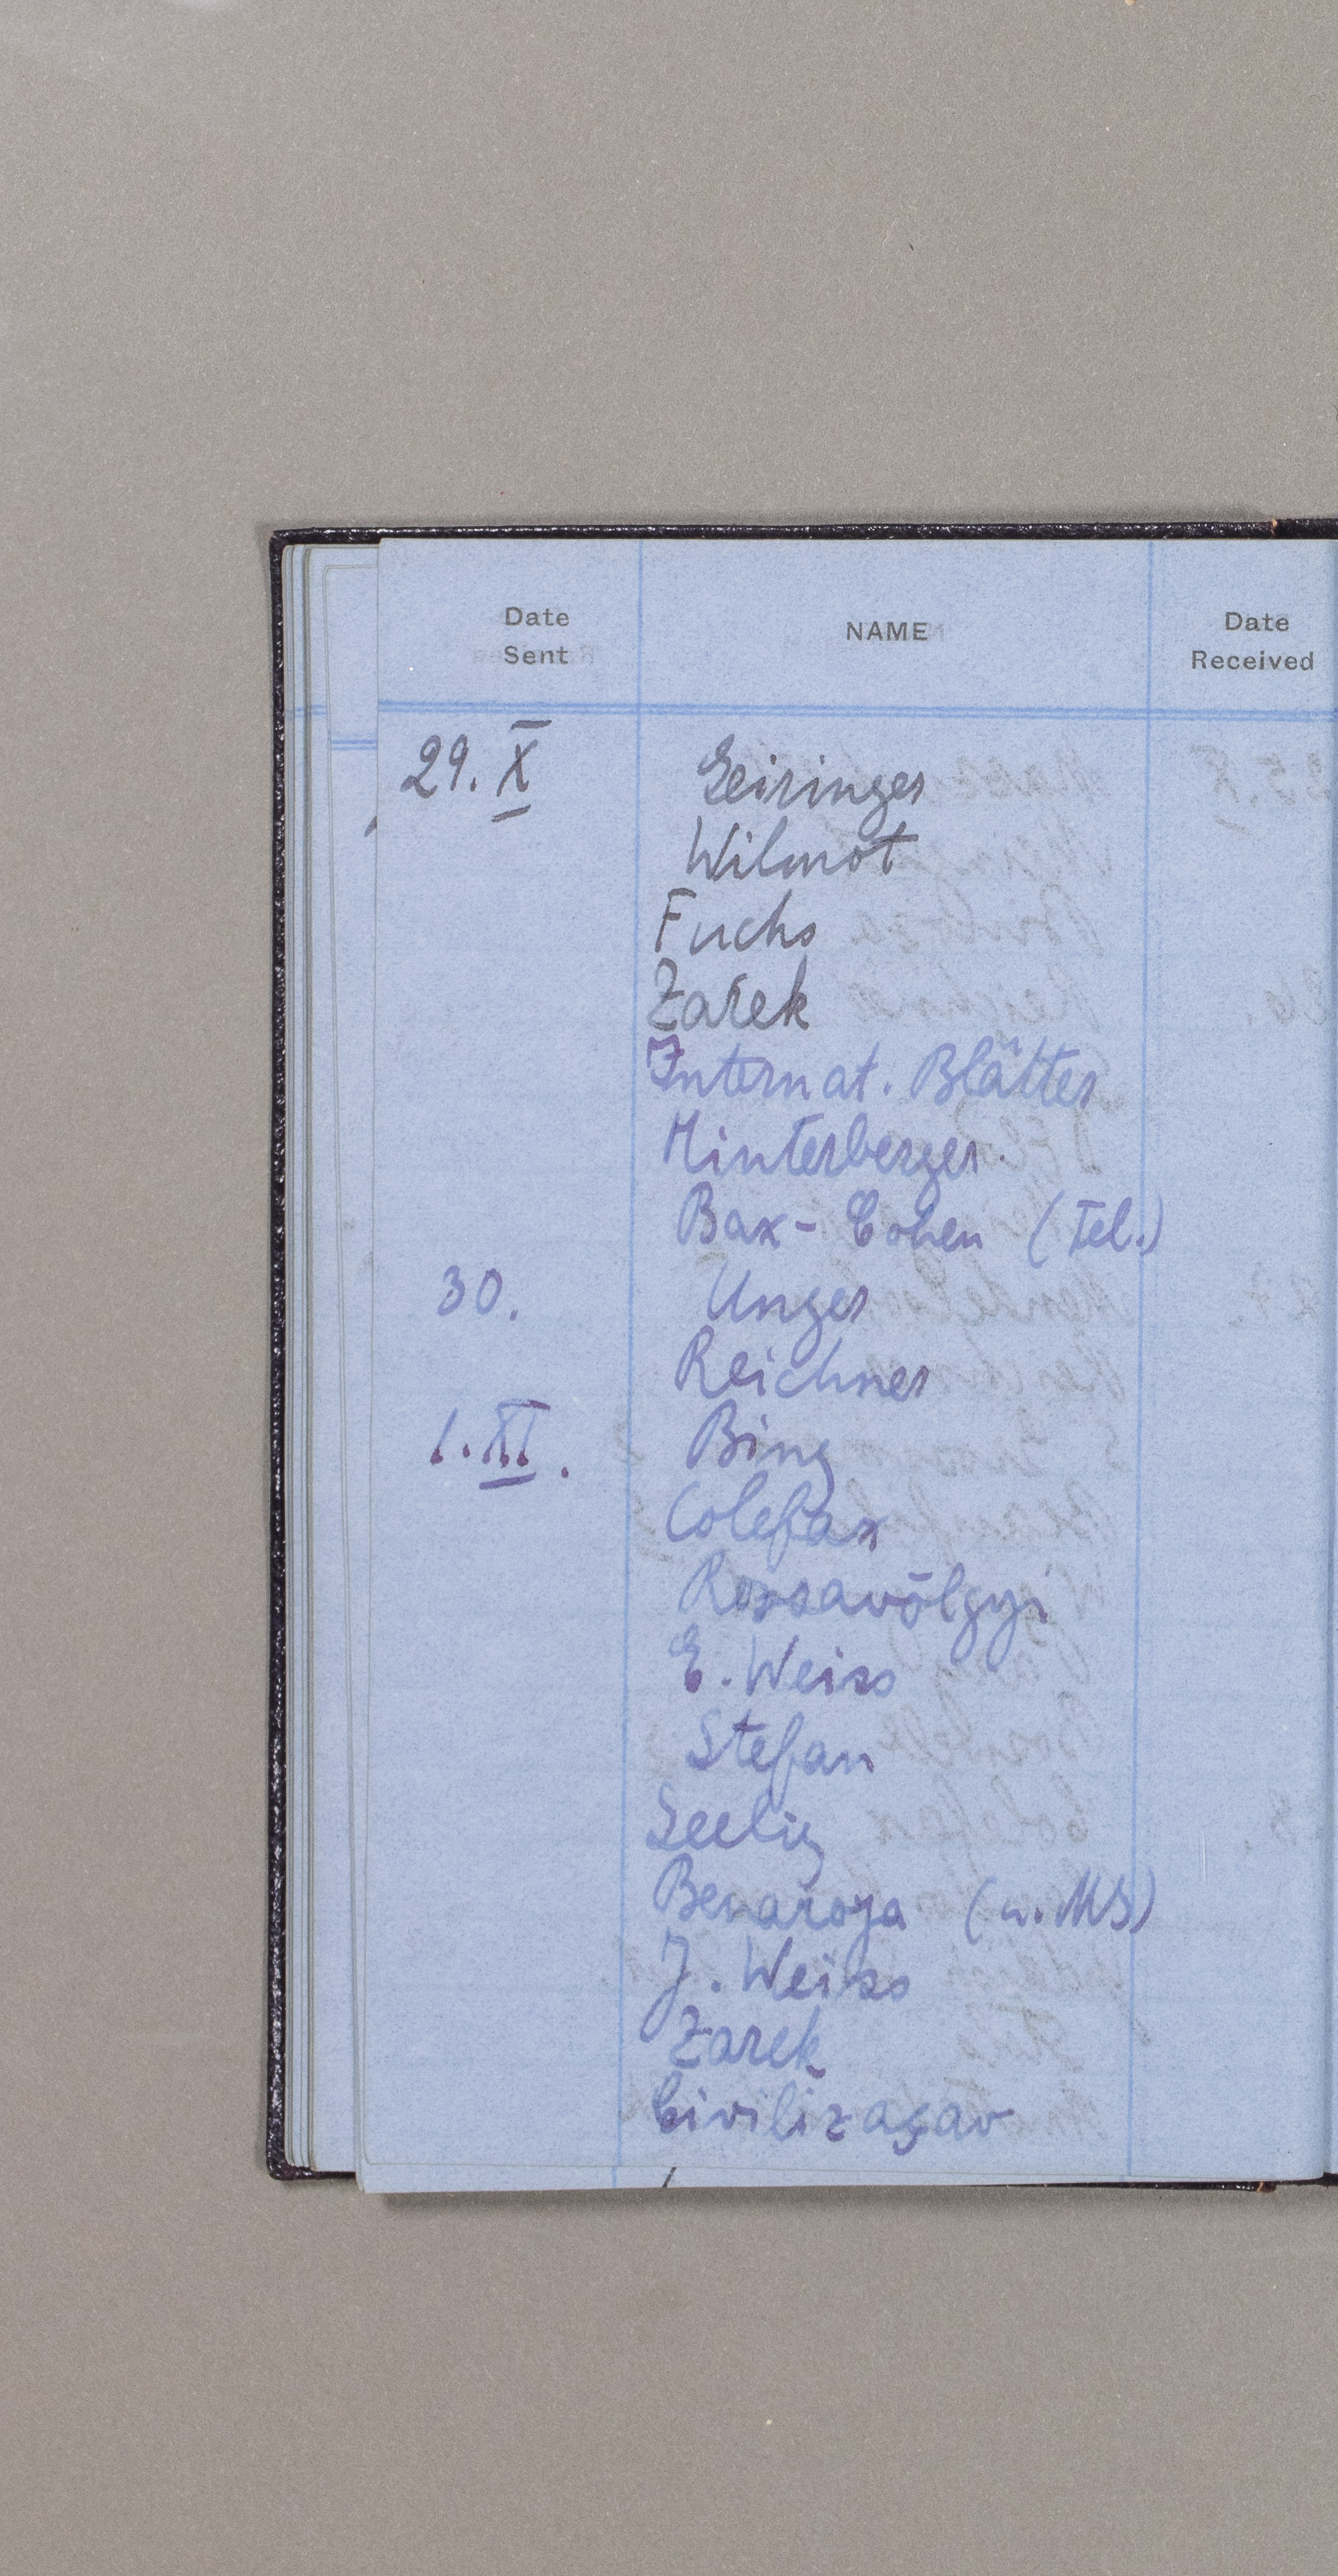 Date Sent NAME Date Received
29. X Geiringer
Wilmot
Fuchs
Zarek
Internat. Blätter
Hinterberger.
Bax-Cohen (Tel.)
30. Unger
Reichner
1. XI. Bing
Colefax
Rossavölgyi
E. Weiss
Stefan
Seelig
Benaroya (u. MS)
J. Weiss
Zarek
Civilizaçao